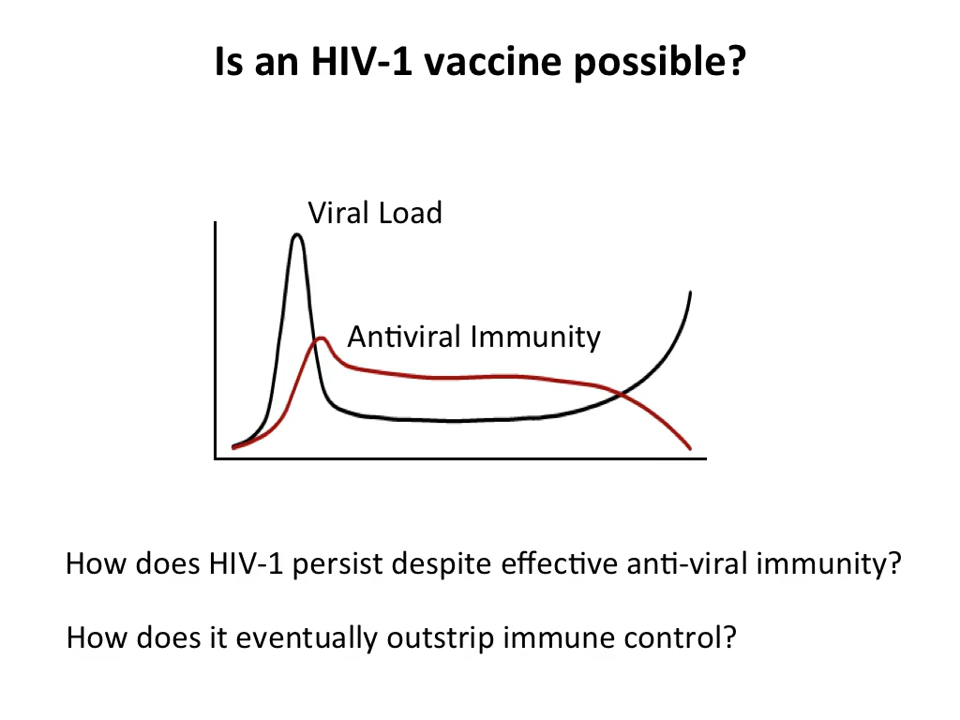 Is an HIV-1 vaccine possible?
Viral Load
Antiviral Immunity
How does HIV-1 persist despite effective anti-viral immunity?
How does it eventually outstrip immune control?